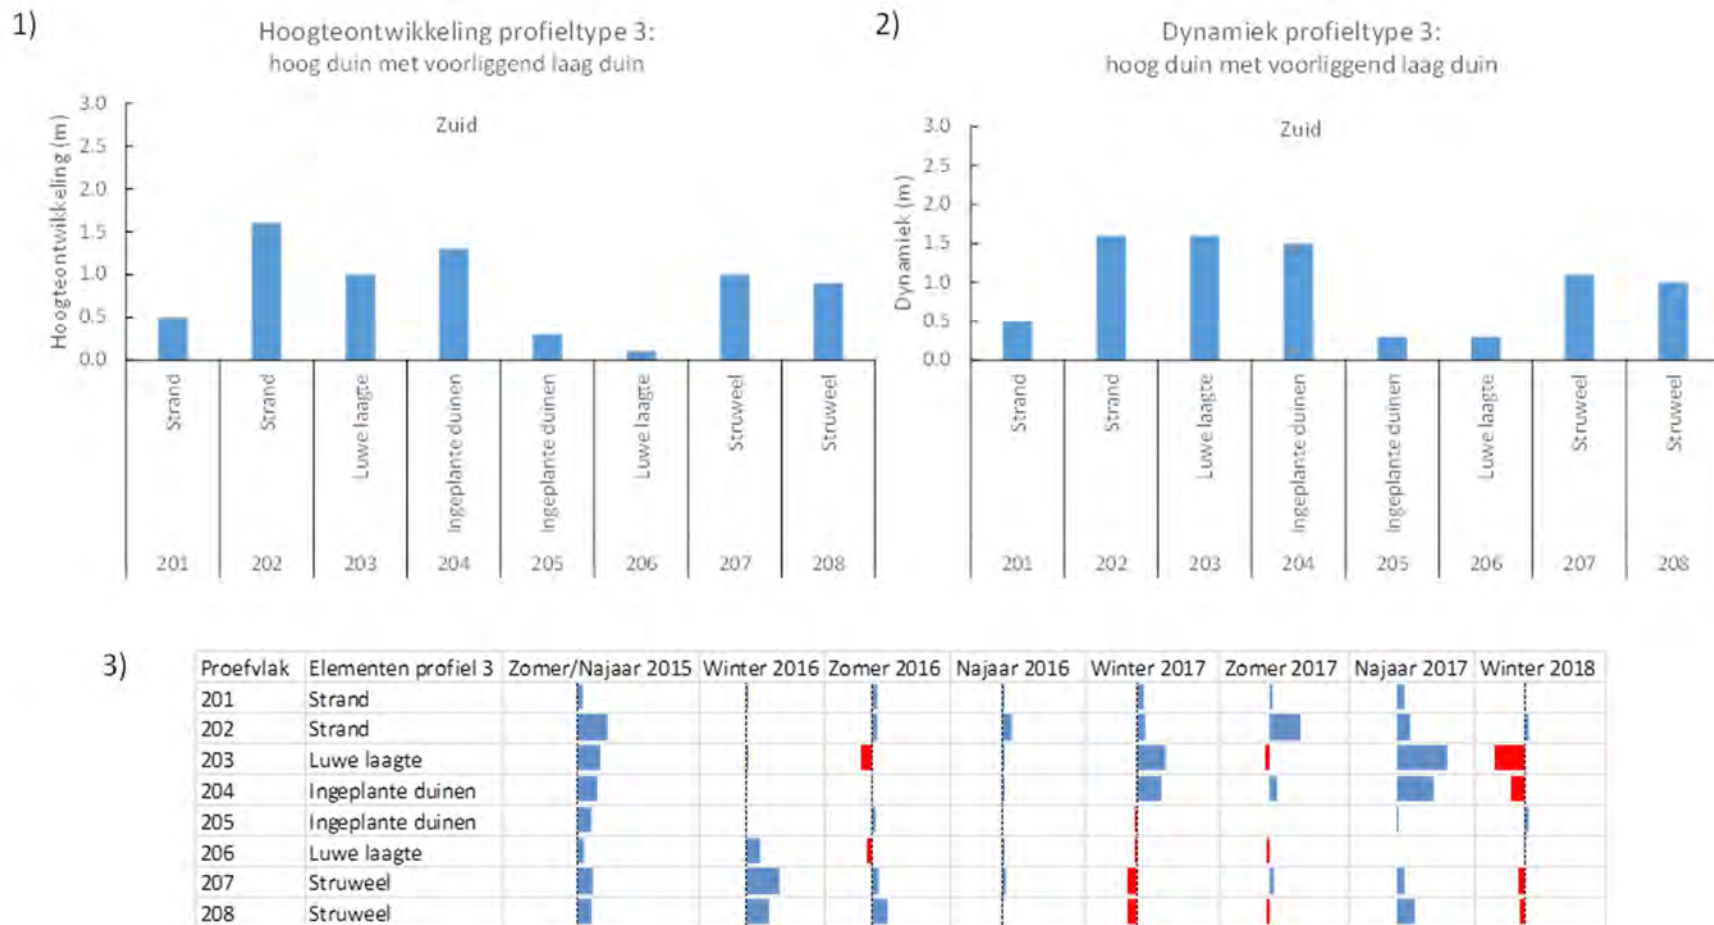 1)
Hoogteontwikkeling profieltype 3:
hoog duin met voorliggend laag duin
Zuid
Hoogteontwikkeling (m)
3.0
2.5
2.0
1.5
1.0
0.5
0.0
Strand
Strand
Luwe laagte
Ingeplante duinen
Ingeplante duinen
Luwe laagte
Struweel
Struweel
201 202 203 204 205 206 207 208
2)
Dynamiek profieltype 3:
hoog duin met voorliggend laag duin
Zuid
Dynamiek (m)
3.0
2.5
2.0
1.5
1.0
0.5
0.0
Strand
Strand
Luwe laagte
Ingeplante duinen
Ingeplante duinen
Luwe laagte
Struweel
Struweel
201 202 203 204 205 206 207 208
3)
Proefvlak Elementen profiel 3 Zomer/Najaar 2015 Winter 2016 Zomer 2016 Najaar 2016 Winter 2017 Zomer 2017 Najaar 2017 Winter 2018
201 Strand
202 Strand
203 Luwe laagte
204 Ingeplante duinen
205 Ingeplante duinen
206 Luwe laagte
207 Struweel
208 Struweel